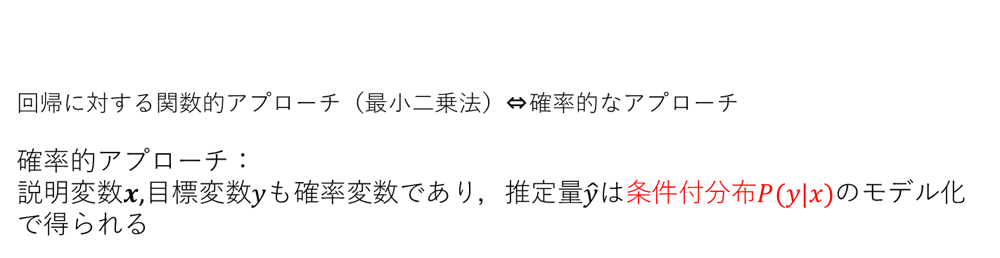 回帰に対する関数的アプローチ（最小二乗法）⇔確率的なアプローチ
確率的アプローチ：
説明変数𝒙,目標変数𝑦も確率変数であり，推定量𝑦̂は条件付分布𝑃(𝑦|𝑥)のモデル化
で得られる